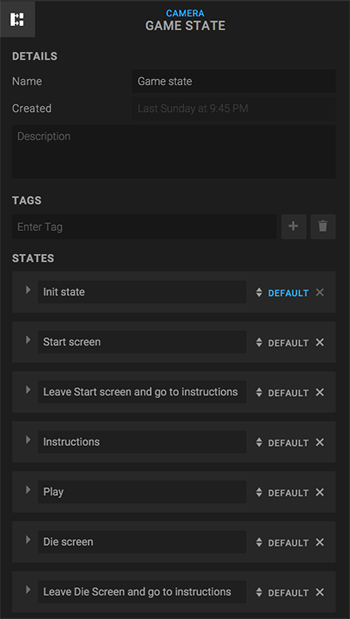 CAMERA
GAME STATE
DETAILS
Name Game state
Created Last Sunday at 9:45 PM
Description
TAGS
Enter Tag
STATES
Init state DEFAULT
Start screen DEFAULT
Leave Start screen and go to instructions DEFAULT
Instructions DEFAULT
Play DEFAULT
Die screen DEFAULT
Leave Die Screen and go to instructions DEFAULT